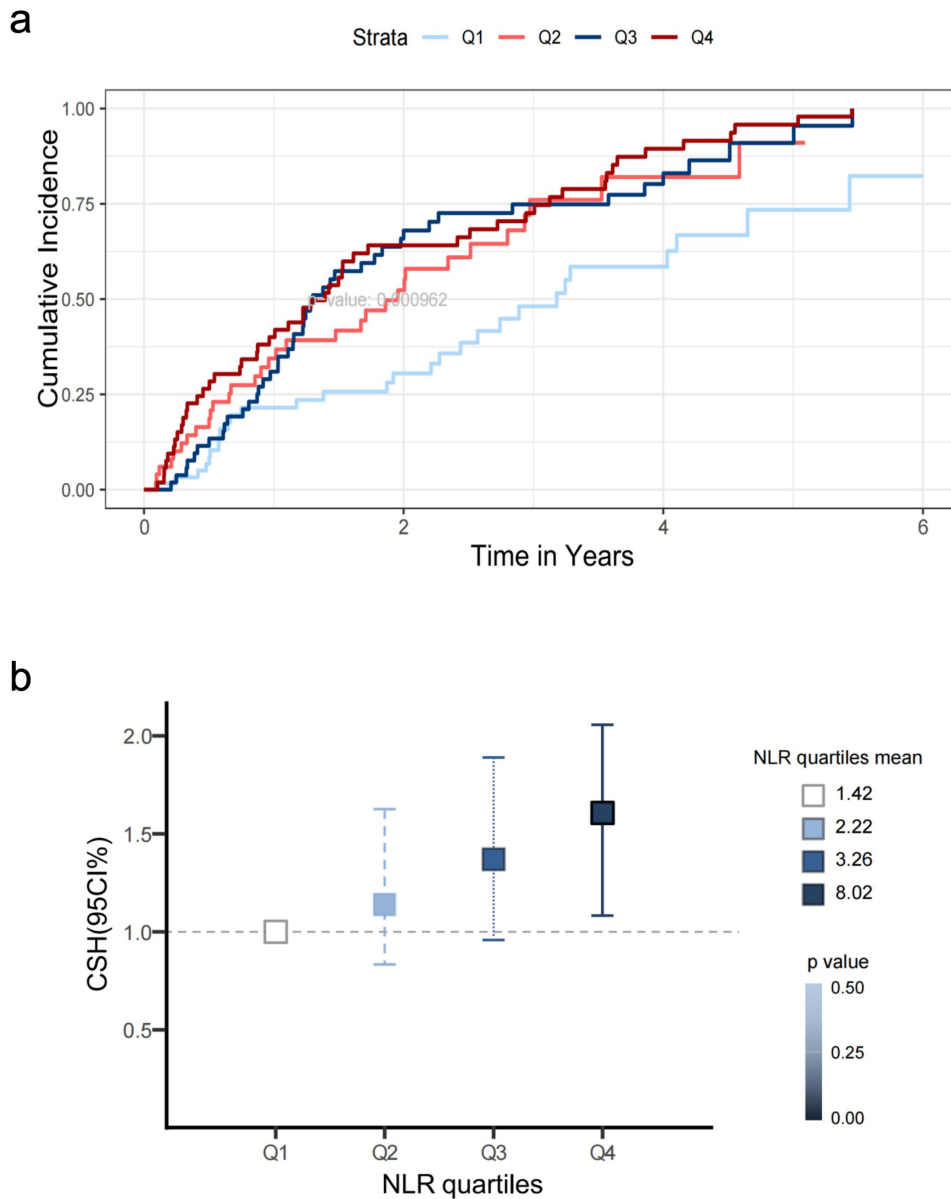 a
Strata Q1 Q2 Q3 Q4
Cumulative Incidence
1.00
0.75
0.50
0.25
0.00
value: 0.000962
0 2 4 6
Time in Years
b
CSH(95CI%)
2.0
1.5
1.0
0.5
Q1 Q2 Q3 Q4
NLR quartiles
NLR quartiles mean
1.42
2.22
3.26
8.02
p value
0.50
0.25
0.00